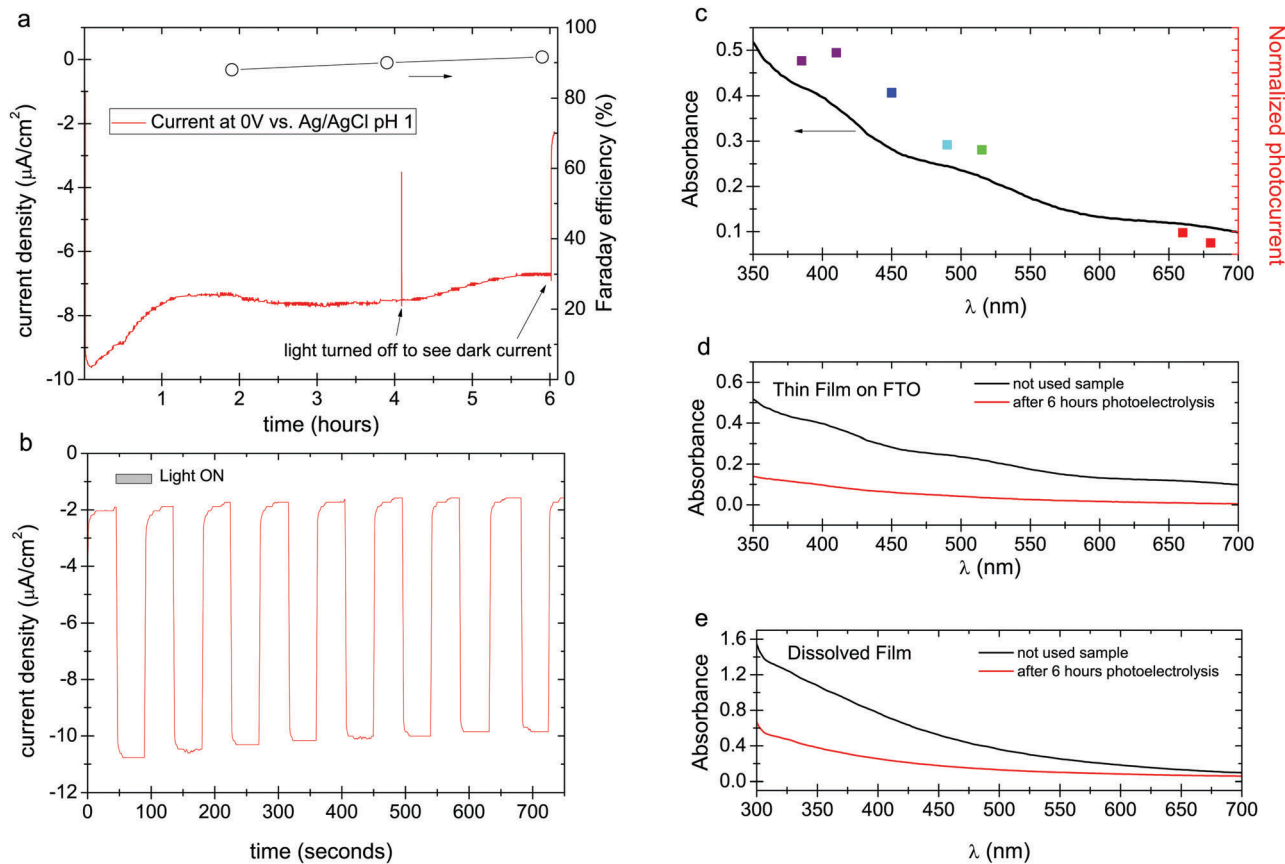 a
0
-2
-4
-6
-8
-10
current density (μA/cm²)
100
80
60
40
20
0
Faraday efficiency (%)
Current at 0V vs. Ag/AgCl pH 1
light turned off to see dark current
1 2 3 4 5 6
time (hours)
b
Light ON
0
-2
-4
-6
-8
-10
-12
current density (μA/cm²)
0 100 200 300 400 500 600 700
time (seconds)
c
0.5
0.4
0.3
0.2
0.1
Absorbance
Normalized photocurrent
350 400 450 500 550 600 650 700
λ (nm)
d
Thin Film on FTO
not used sample
after 6 hours photoelectrolysis
0.6
0.4
0.2
0.0
Absorbance
350 400 450 500 550 600 650 700
λ (nm)
e
Dissolved Film
not used sample
after 6 hours photoelectrolysis
1.6
1.2
0.8
0.4
0.0
Absorbance
300 350 400 450 500 550 600 650 700
λ (nm)